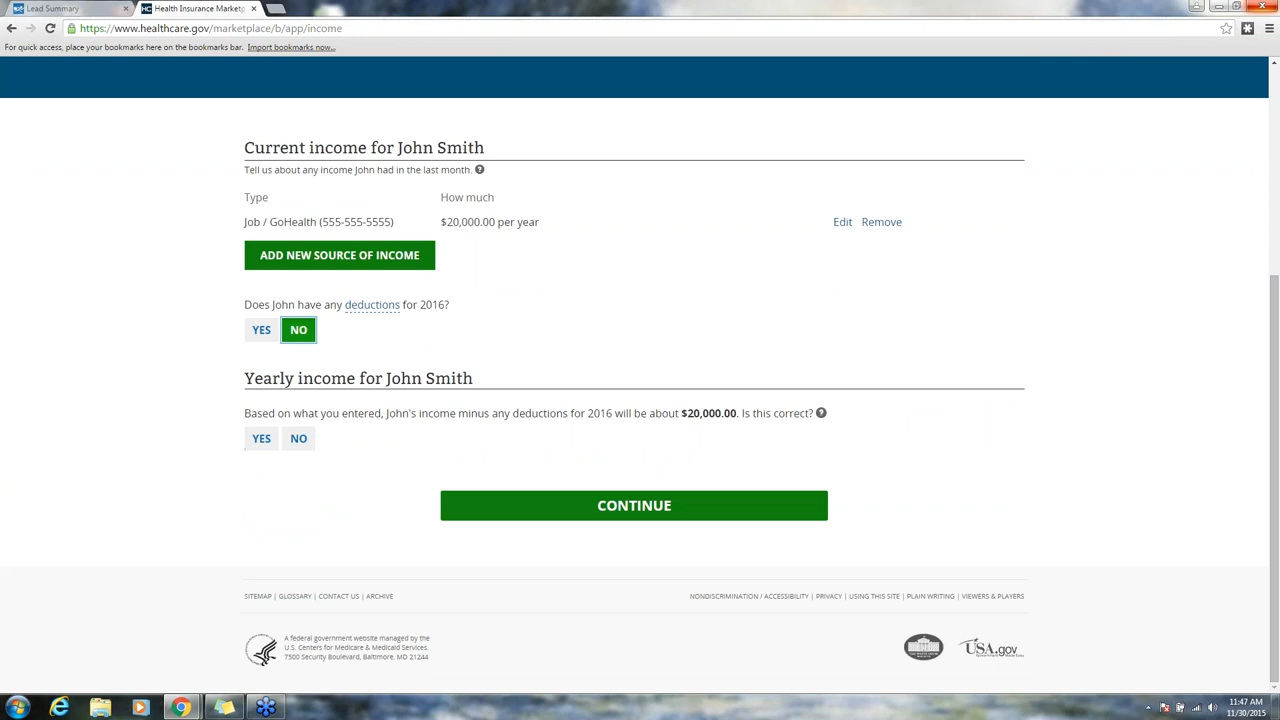 Lead Summary
Health Insurance Marketp
https://www.healthcare.gov/marketplace/b/app/income
For quick access, place your bookmarks here on the bookmarks bar. Import bookmarks now...
Current income for John Smith
Tell us about any income John had in the last month.
Type How much
Job / GoHealth (555-555-5555) $20,000.00 per year Edit Remove
ADD NEW SOURCE OF INCOME
Does John have any deductions for 2016?
YES NO
Yearly income for John Smith
Based on what you entered, John's income minus any deductions for 2016 will be about $20,000.00. Is this correct?
YES NO
CONTINUE
SITEMAP | GLOSSARY | CONTACT US | ARCHIVE NONDISCRIMINATION / ACCESSIBILITY | PRIVACY | USING THIS SITE | PLAIN WRITING | VIEWERS & PLAYERS
A federal government website managed by the
U.S. Centers for Medicare & Medicaid Services.
7500 Security Boulevard, Baltimore, MD 21244
USA.gov
11:47 AM
11/30/2015